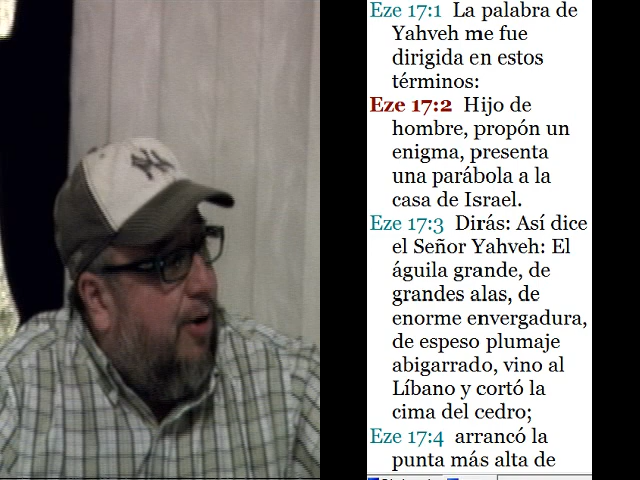 NY
Eze 17:1 La palabra de
Yahveh me fue
dirigida en estos
términos:
Eze 17:2 Hijo de
hombre, propón un
enigma, presenta
una parábola a la
casa de Israel.
Eze 17:3 Dirás: Así dice
el Señor Yahveh: El
águila grande, de
grandes alas, de
enorme envergadura,
de espeso plumaje
abigarrado, vino al
Líbano y cortó la
cima del cedro;
Eze 17:4 arrancó la
punta más alta de